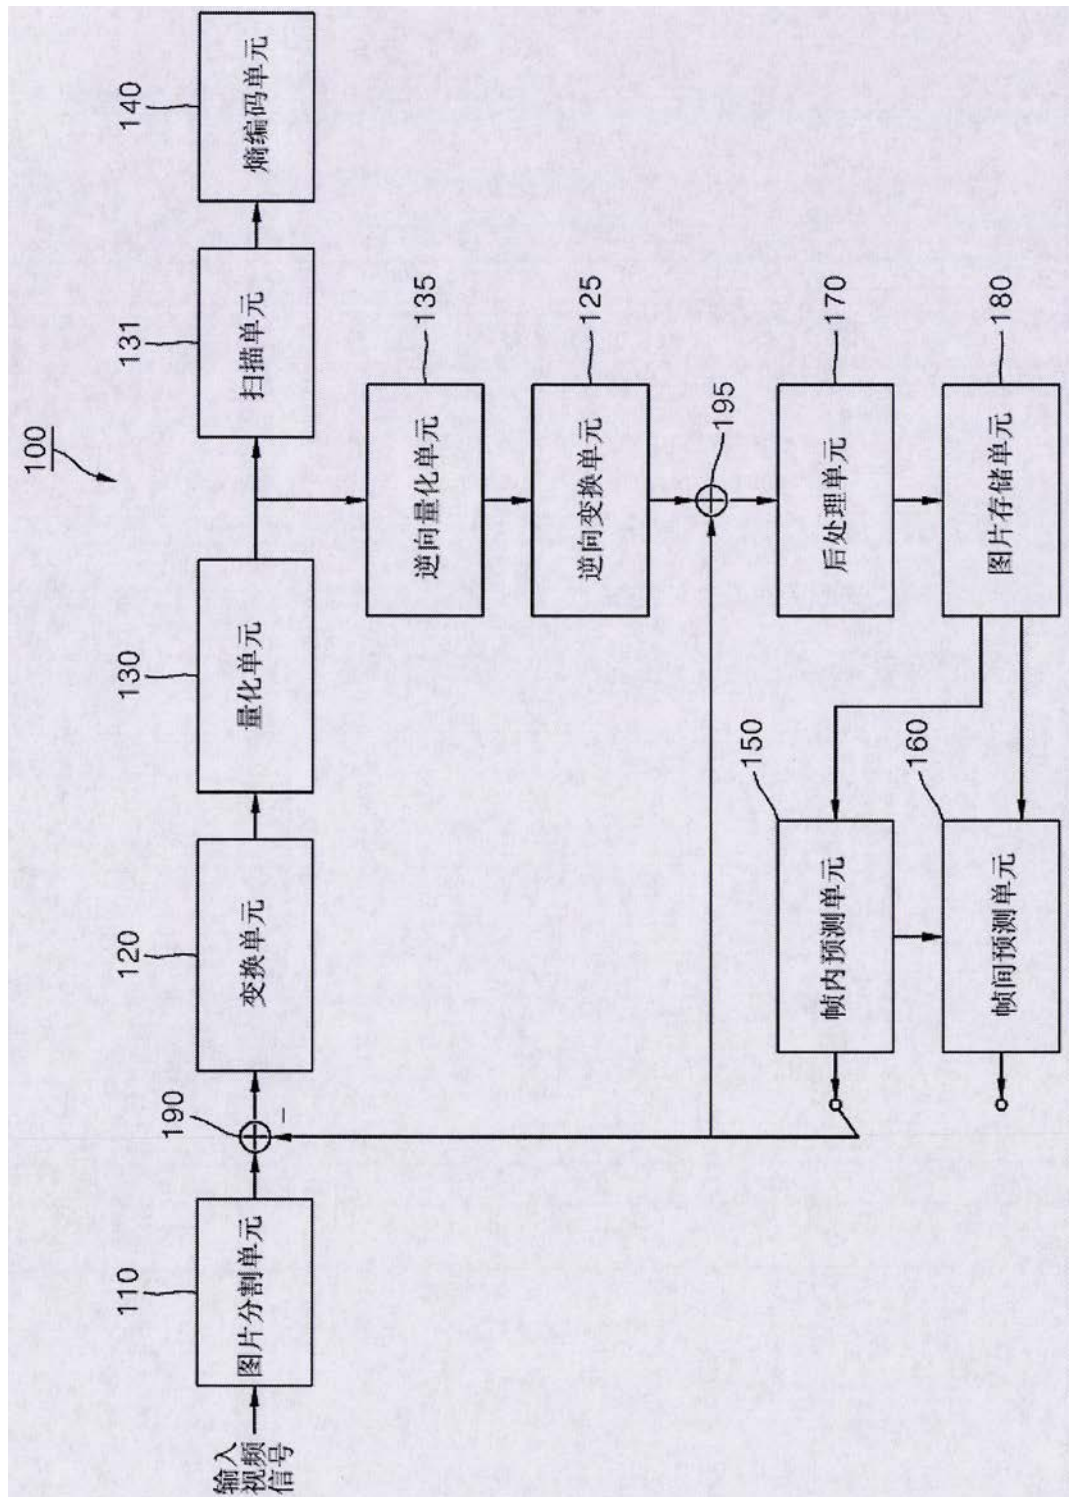 100
输入
视频
信号
110
图片分割单元
190
−
120
变换单元
130
量化单元
131
扫描单元
140
熵编码单元
135
逆向量化单元
125
逆向变换单元
195
170
后处理单元
180
图片存储单元
150
帧内预测单元
160
帧间预测单元